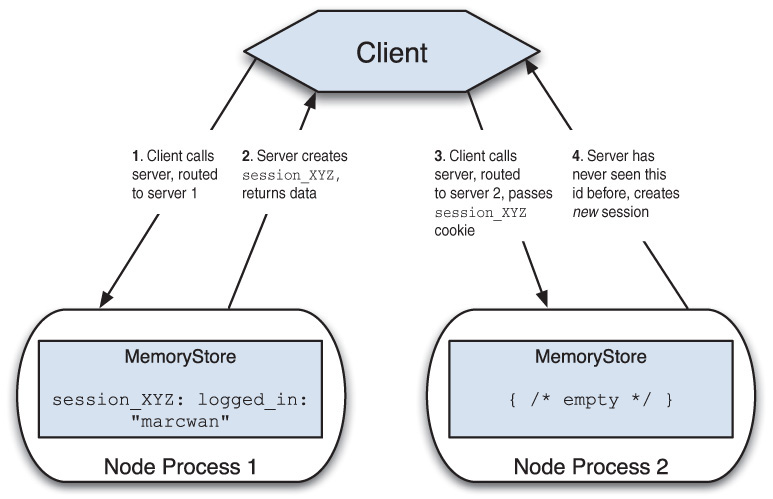 Client
1. Client calls
server, routed
to server 1
2. Server creates
session_XYZ,
returns data
3. Client calls
server, routed
to server 2, passes
session_XYZ
cookie
4. Server has
never seen this
id before, creates
new session
MemoryStore
session_XYZ: logged_in:
"marcwan"
Node Process 1
MemoryStore
{ /* empty */ }
Node Process 2